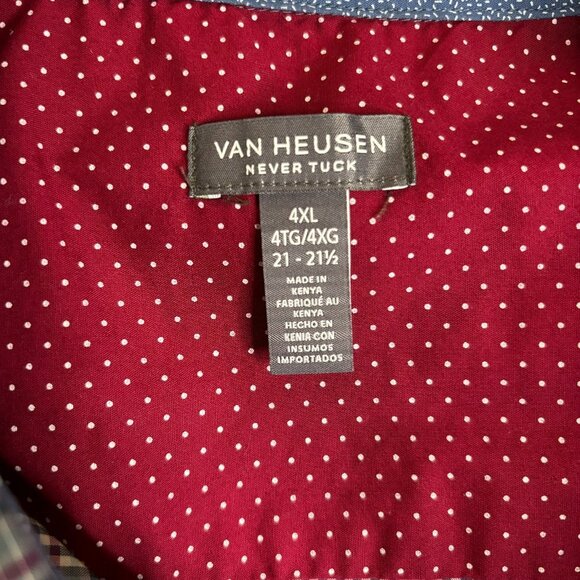 VAN HEUSEN
NEVER TUCK
4XL
4TG/4XG
21 - 21½
MADE IN
KENYA
FABRIQUÉ AU
KENYA
HECHO EN
KENIA CON
INSUMOS
IMPORTADOS